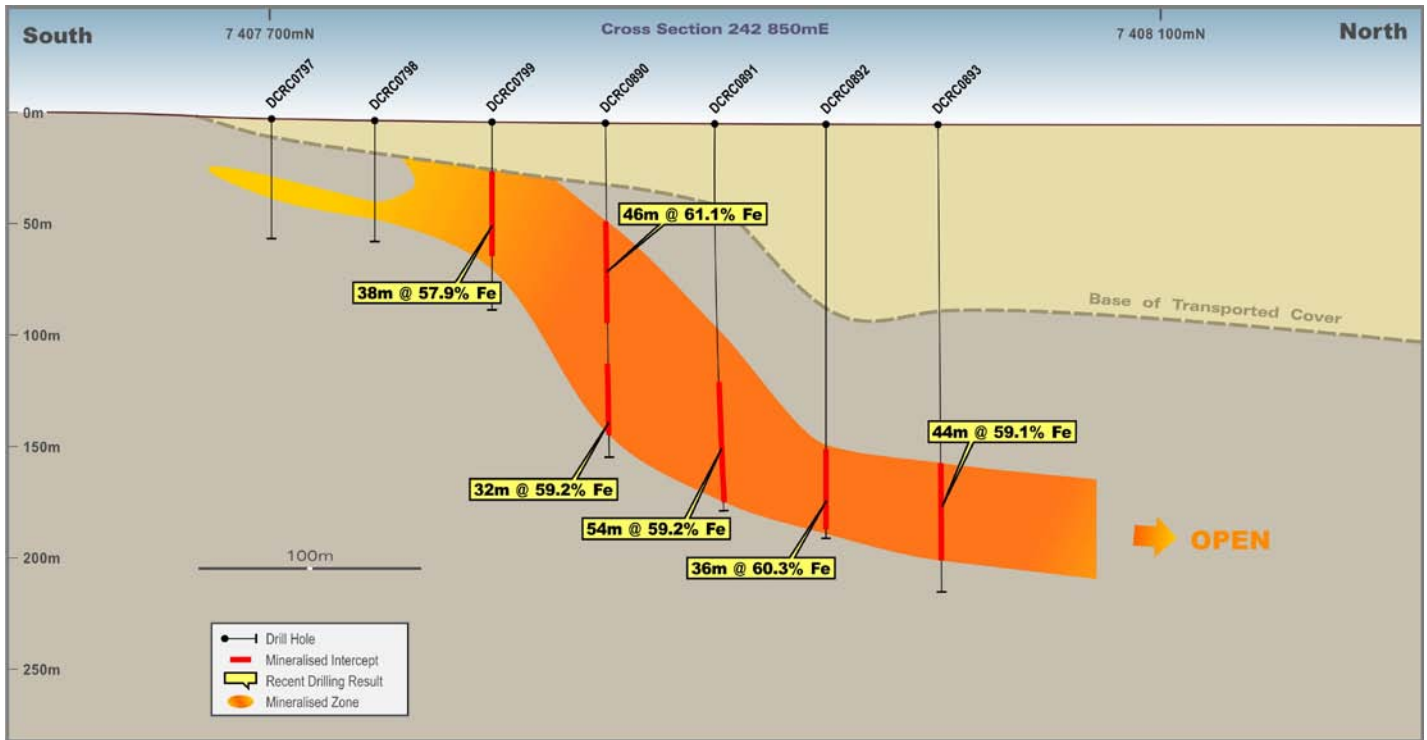 South
7 407 700mN
Cross Section 242 850mE
7 408 100mN
North
DCRC0797
DCRC0798
DCRC0799
DCRC0890
DCRC0891
DCRC0892
DCRC0893
0m
50m
100m
150m
200m
250m
46m @ 61.1% Fe
38m @ 57.9% Fe
Base of Transported Cover
44m @ 59.1% Fe
32m @ 59.2% Fe
54m @ 59.2% Fe
36m @ 60.3% Fe
OPEN
100m
Drill Hole
Mineralised Intercept
Recent Drilling Result
Mineralised Zone